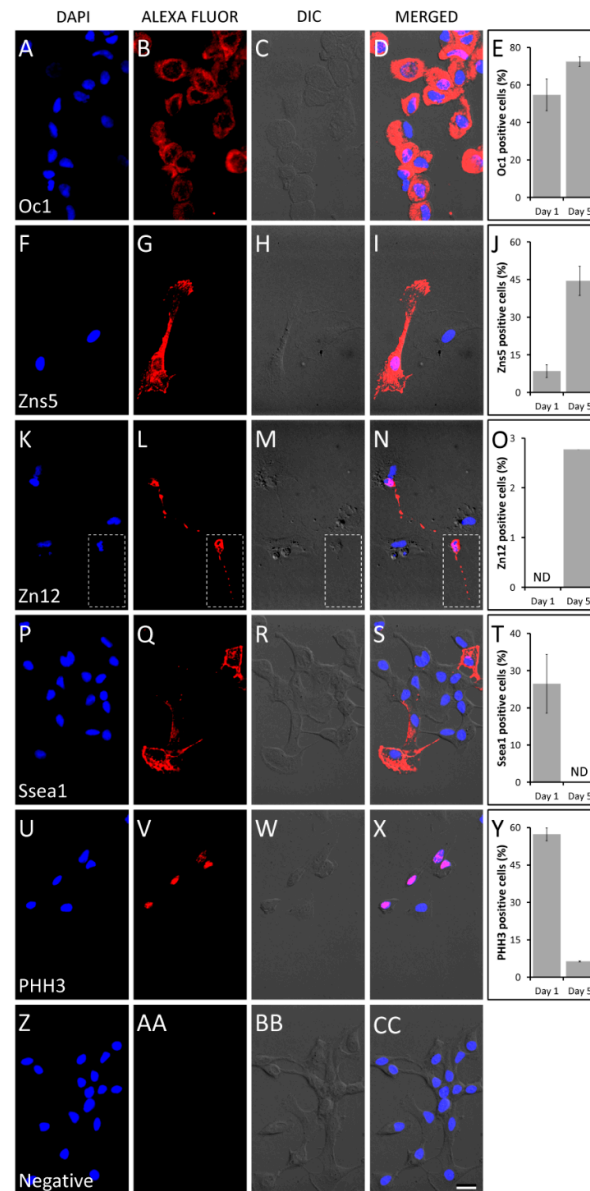 DAPI ALEXA FLUOR DIC MERGED
A B C D E
Oc1
Oc1 positive cells (%)
80
60
40
20
0
Day 1 Day 5
F G H I J
Zns5
Zns5 positive cells (%)
60
45
30
15
0
Day 1 Day 5
K L M N O
Zn12
Zn12 positive cells (%)
3
2
1
0
ND
Day 1 Day 5
P Q R S T
Ssea1
Ssea1 positive cells (%)
40
30
20
10
0
ND
Day 1 Day 5
U V W X Y
PHH3
PHH3 positive cells (%)
60
45
30
15
0
Day 1 Day 5
Z AA BB CC
Negative